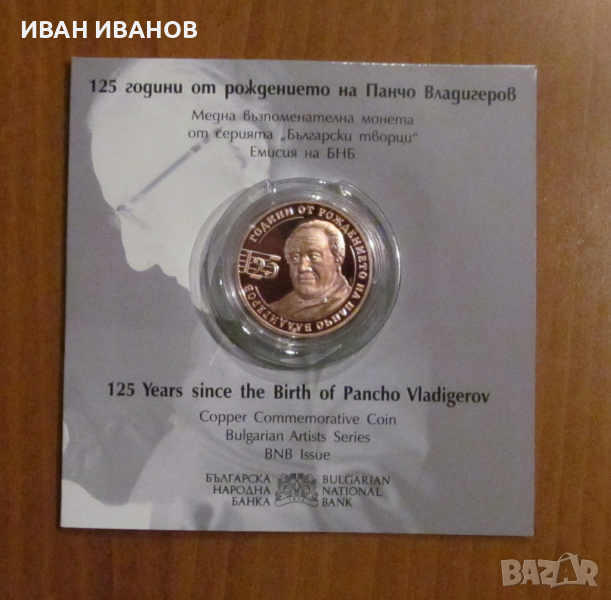 ИВАН ИВАНОВ
125 години от рождението на Панчо Владигеров
Медна възпоменателна монета
от серията „Български творци“
Емисия на БНБ
125 ГОДИНИ ОТ РОЖДЕНИЕТО НА ПАНЧО ВЛАДИГЕРОВ
125 Years since the Birth of Pancho Vladigerov
Copper Commemorative Coin
Bulgarian Artists Series
BNB Issue
БЪЛГАРСКА
НАРОДНА
БАНКА
BULGARIAN
NATIONAL
BANK
BAZAR